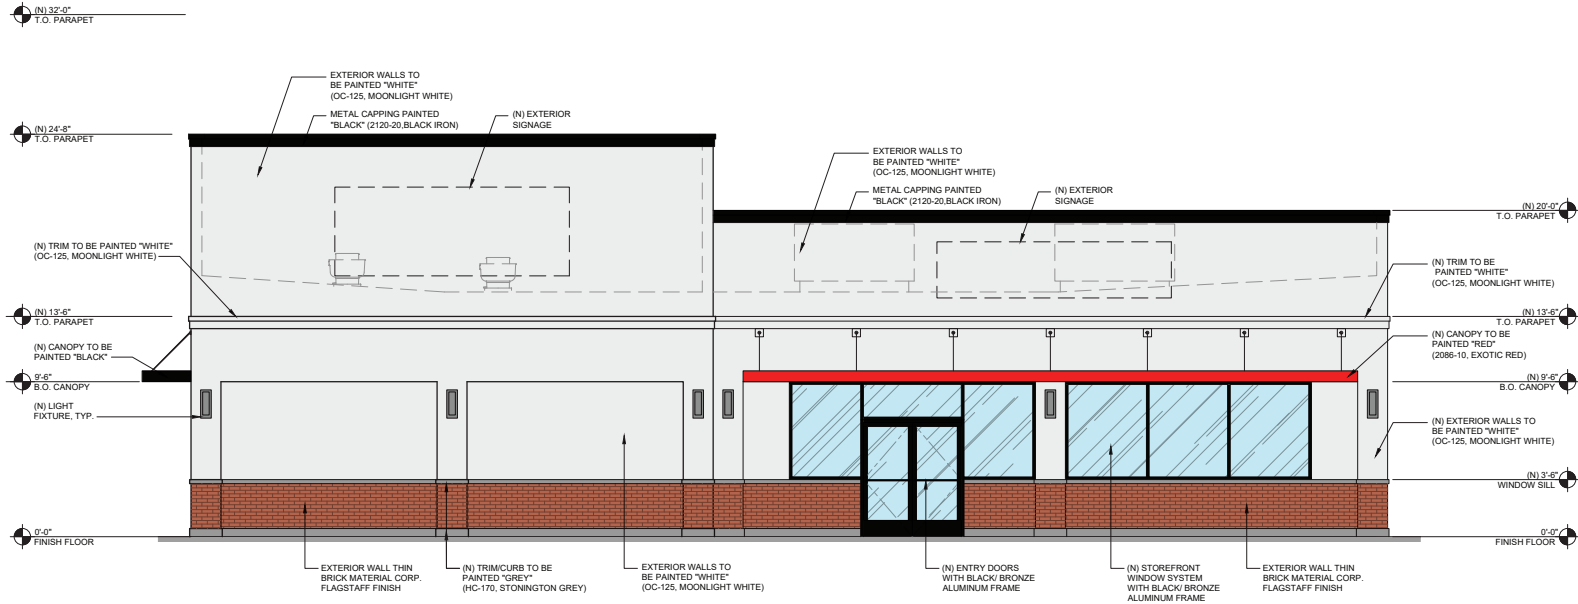 (N) 32'-0"
T.O. PARAPET
EXTERIOR WALLS TO
BE PAINTED "WHITE"
(OC-125, MOONLIGHT WHITE)
METAL CAPPING PAINTED
"BLACK" (2120-20,BLACK IRON)
(N) EXTERIOR
SIGNAGE
(N) 24'-8"
T.O. PARAPET
EXTERIOR WALLS TO
BE PAINTED "WHITE"
(OC-125, MOONLIGHT WHITE)
METAL CAPPING PAINTED
"BLACK" (2120-20,BLACK IRON)
(N) EXTERIOR
SIGNAGE
(N) 20'-0"
T.O. PARAPET
(N) TRIM TO BE PAINTED "WHITE"
(OC-125, MOONLIGHT WHITE)
(N) TRIM TO BE
PAINTED "WHITE"
(OC-125, MOONLIGHT WHITE)
(N) 13'-6"
T.O. PARAPET
(N) 13'-6"
T.O. PARAPET
(N) CANOPY TO BE
PAINTED "BLACK"
(N) CANOPY TO BE
PAINTED "RED"
(2086-10, EXOTIC RED)
9'-6"
B.O. CANOPY
(N) 9'-6"
B.O. CANOPY
(N) LIGHT
FIXTURE, TYP.
(N) EXTERIOR WALLS TO
BE PAINTED "WHITE"
(OC-125, MOONLIGHT WHITE)
(N) 3'-6"
WINDOW SILL
0'-0"
FINISH FLOOR
0'-0"
FINISH FLOOR
EXTERIOR WALL THIN
BRICK MATERIAL CORP.
FLAGSTAFF FINISH
(N) TRIM/CURB TO BE
PAINTED "GREY"
(HC-170, STONINGTON GREY)
EXTERIOR WALLS TO
BE PAINTED "WHITE"
(OC-125, MOONLIGHT WHITE)
(N) ENTRY DOORS
WITH BLACK/ BRONZE
ALUMINUM FRAME
(N) STOREFRONT
WINDOW SYSTEM
WITH BLACK/ BRONZE
ALUMINUM FRAME
EXTERIOR WALL THIN
BRICK MATERIAL CORP.
FLAGSTAFF FINISH